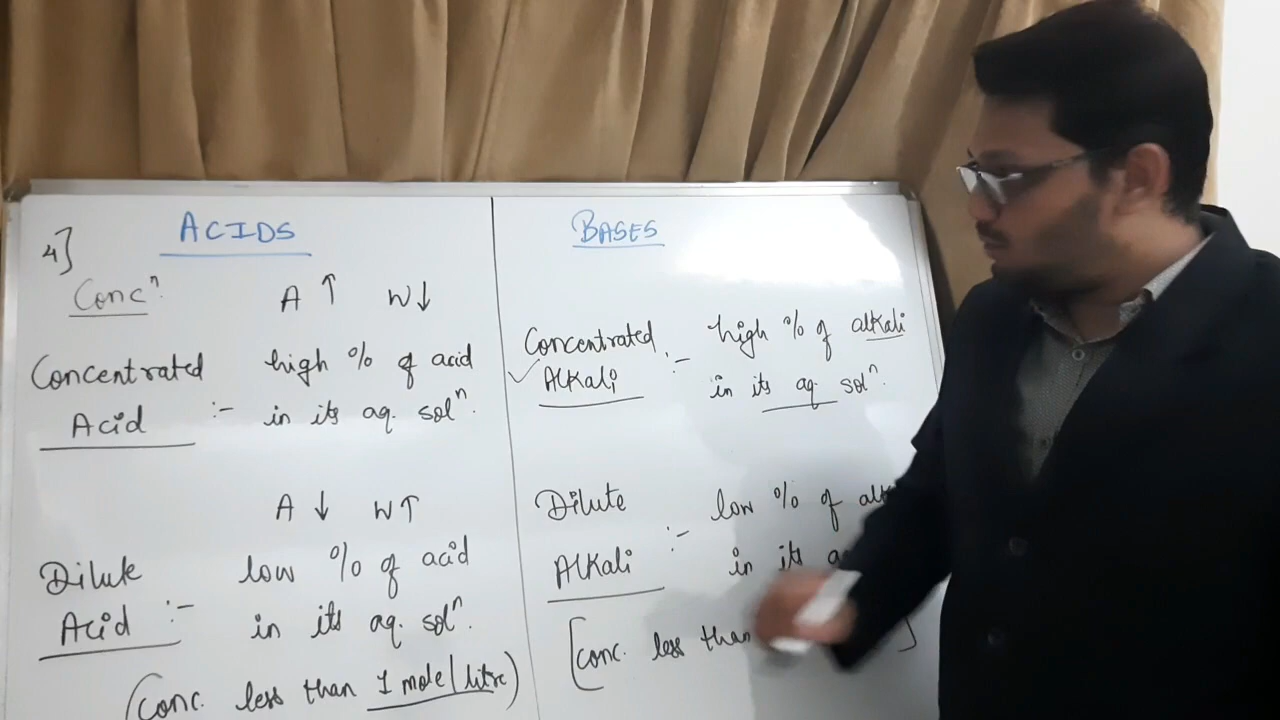 4]
ACIDS
Concⁿ.
A ↑ W ↓
Concentrated high % of acid
Acid :- in its aq. solⁿ.
A ↓ W ↑
Dilute low % of acid
Acid :- in its aq. solⁿ.
(conc. less than 1 mole/litre)
BASES
Concentrated :- high % of alkali
✓ Alkali in its aq. solⁿ.
Dilute low % of
Alkali :- in its
[conc. less than ]